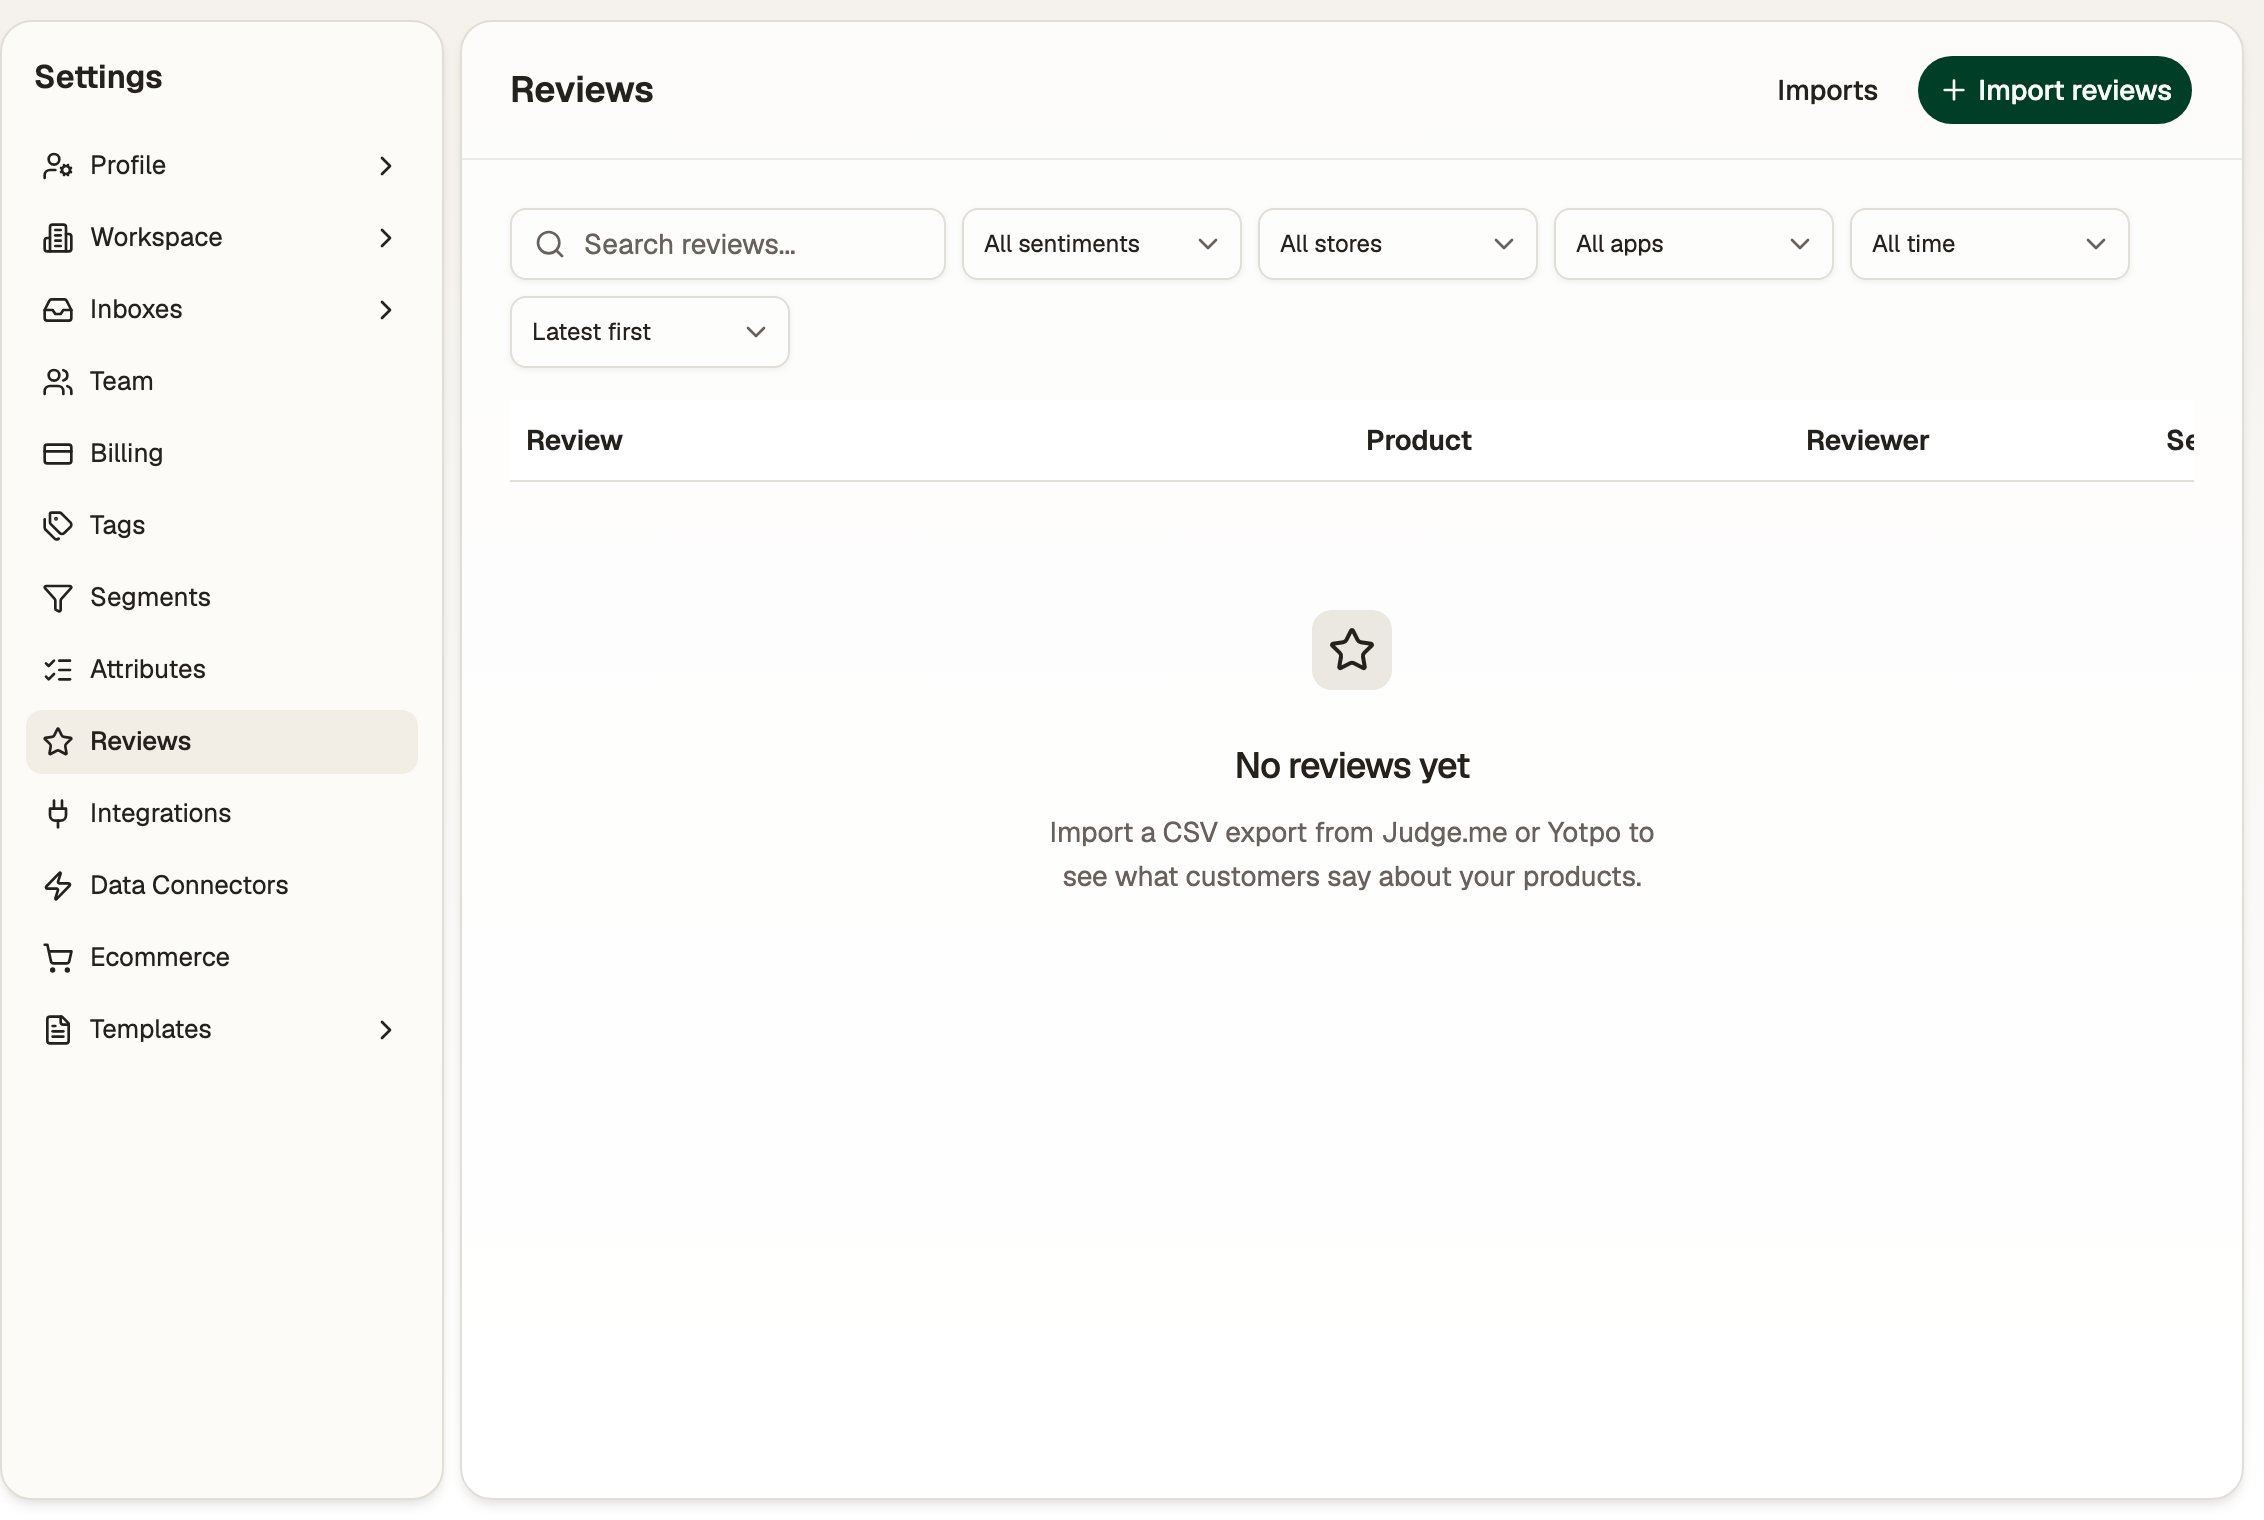 Settings
Profile
Workspace
Inboxes
Team
Billing
Tags
Segments
Attributes
Reviews
Integrations
Data Connectors
Ecommerce
Templates
Reviews
Imports
Import reviews
Search reviews...
All sentiments
All stores
All apps
All time
Latest first
Review Product Reviewer Se
No reviews yet
Import a CSV export from Judge.me or Yotpo to
see what customers say about your products.